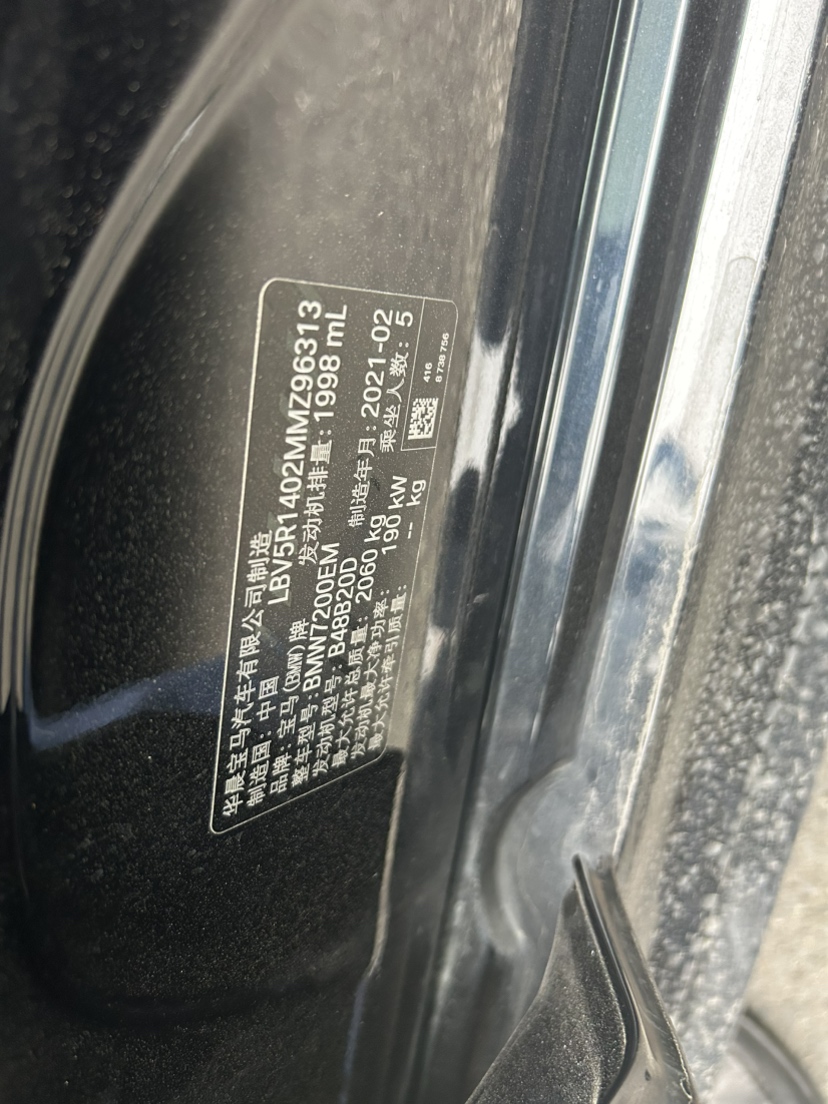 华晨宝马汽车有限公司制造
制造国：中国 LBV5R1402MMZ96313
品牌：宝马(BMW)牌 发动机排量：1998 mL
整车型号：BMW7200EM
发动机型号：B48B20D 制造年月：2021-02
最大允许总质量：2060 kg 乘坐人数：5
发动机最大净功率：190 kW
最大允许牵引质量：-- kg
416
8 738 756